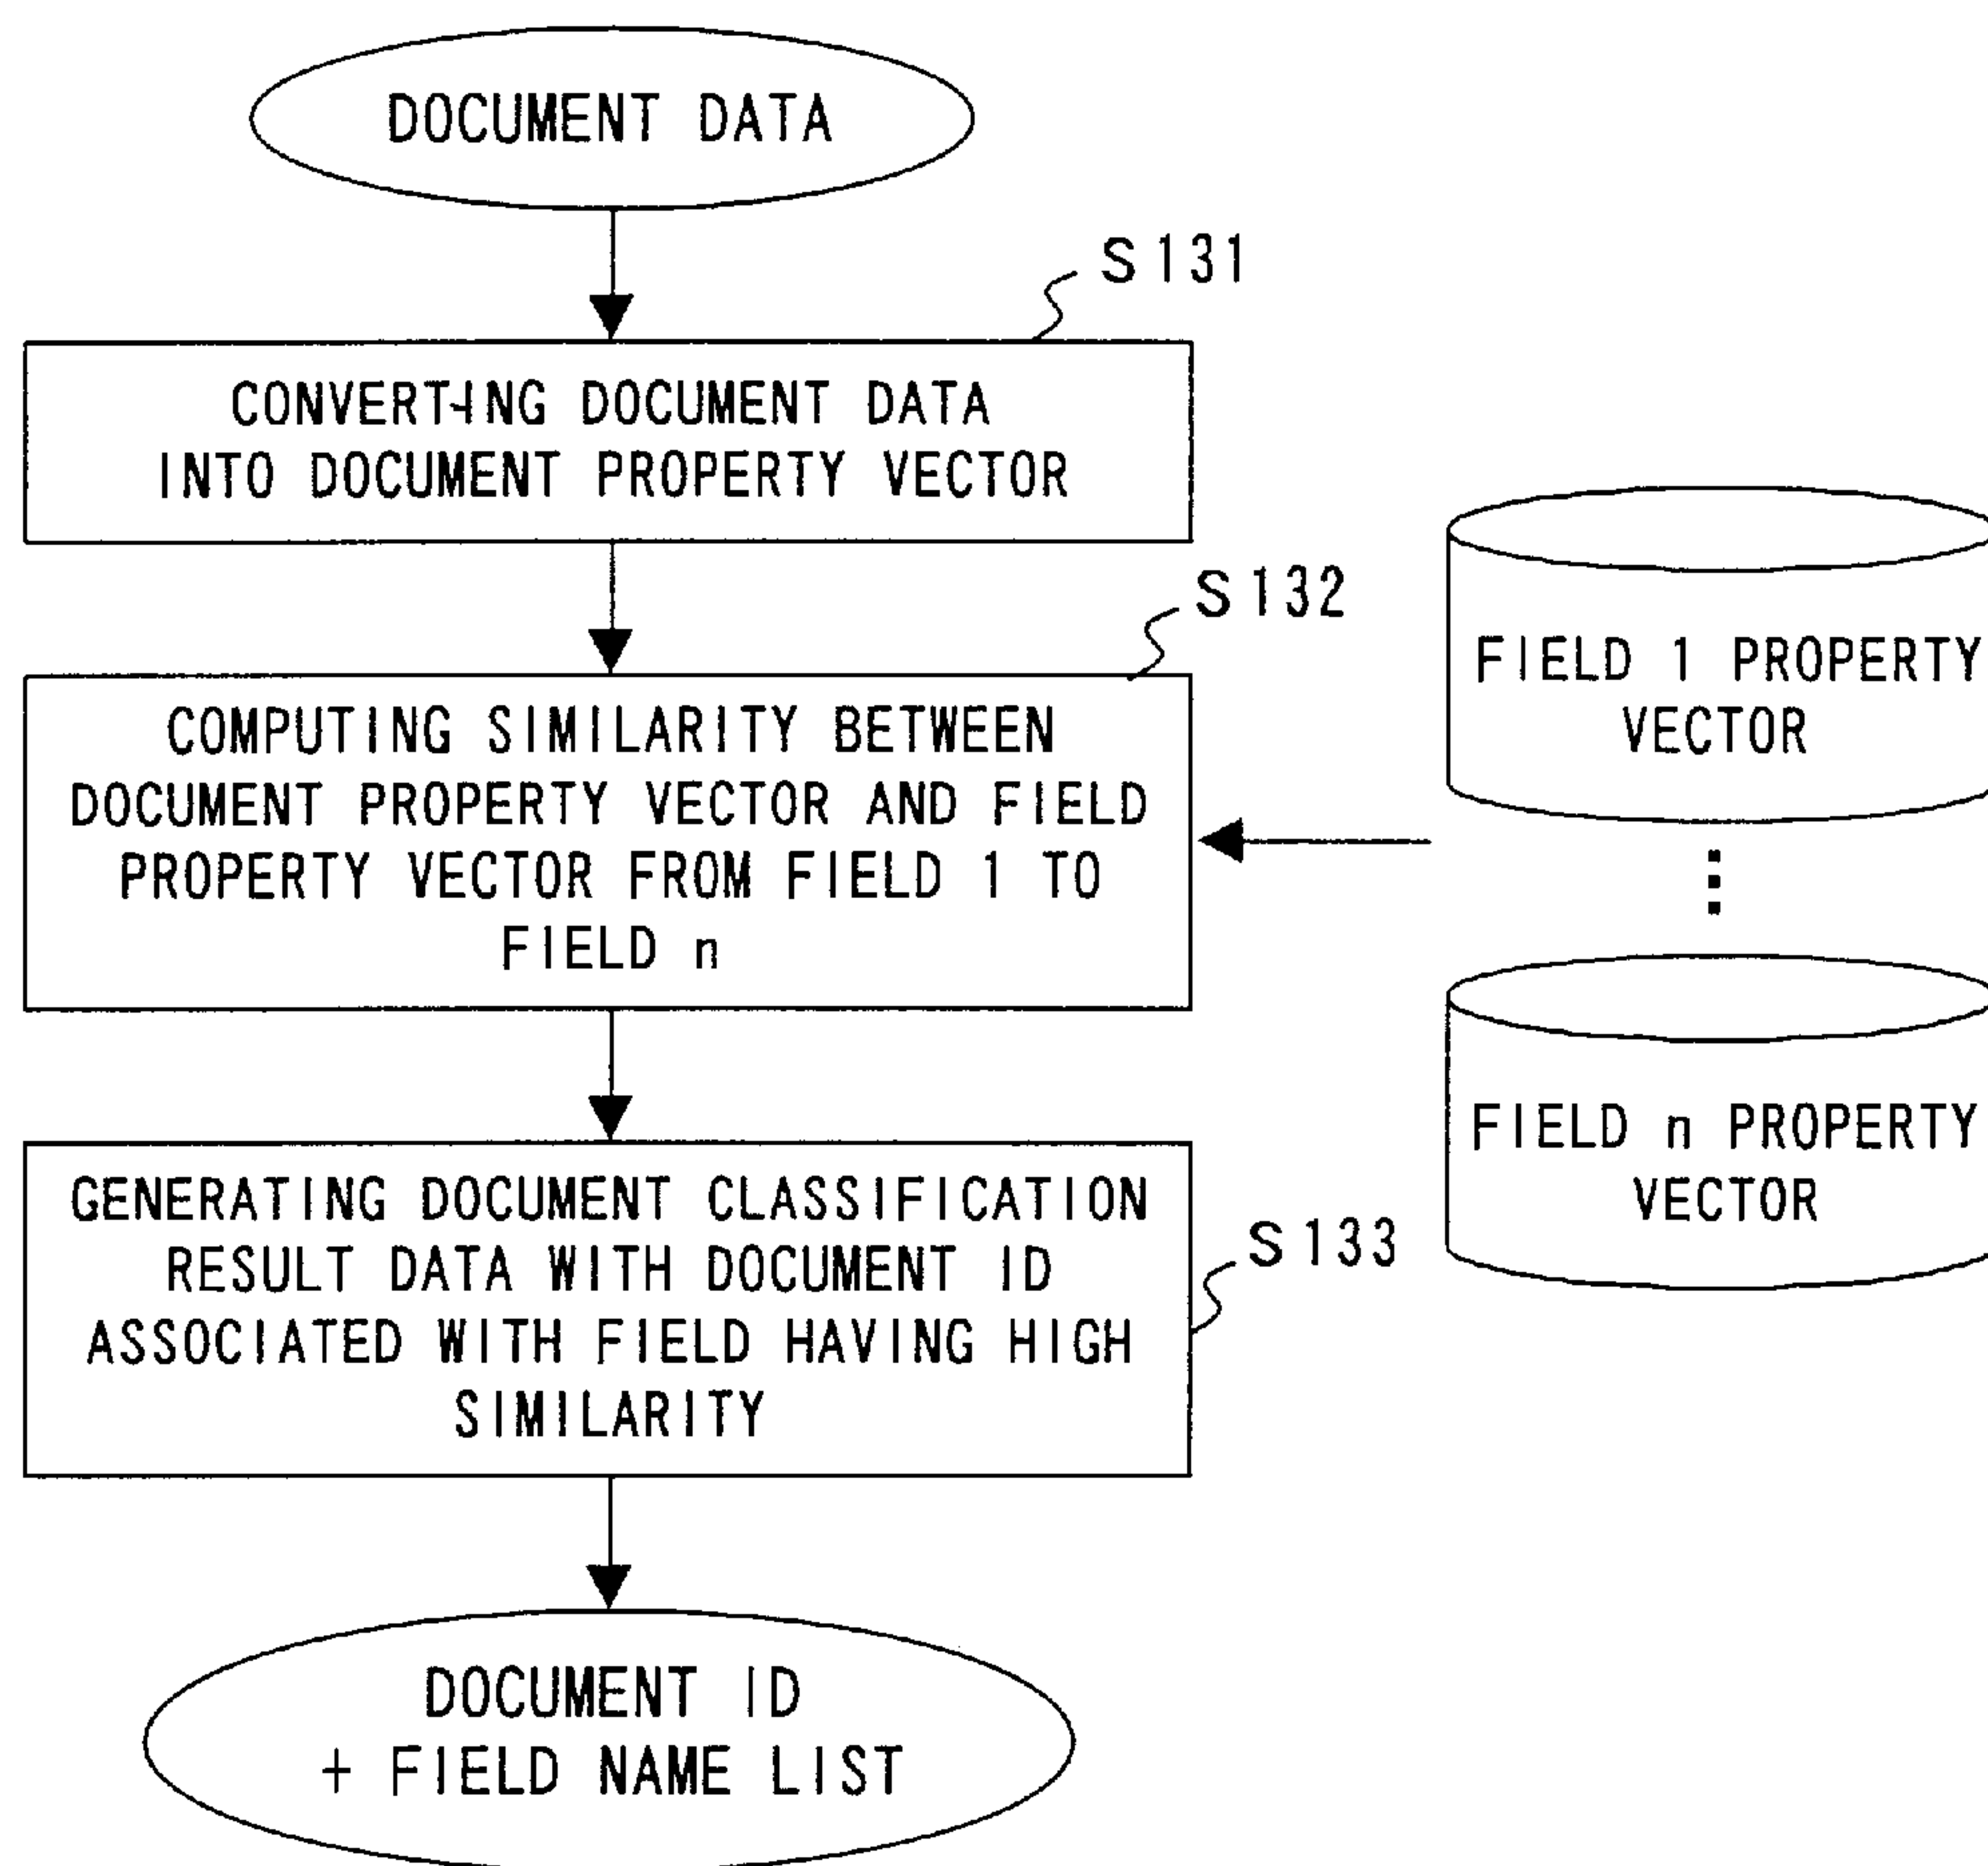 DOCUMENT DATA
S131
CONVERTING DOCUMENT DATA
INTO DOCUMENT PROPERTY VECTOR
S132
COMPUTING SIMILARITY BETWEEN
DOCUMENT PROPERTY VECTOR AND FIELD
PROPERTY VECTOR FROM FIELD 1 TO
FIELD n
FIELD 1 PROPERTY
VECTOR
FIELD n PROPERTY
VECTOR
S133
GENERATING DOCUMENT CLASSIFICATION
RESULT DATA WITH DOCUMENT ID
ASSOCIATED WITH FIELD HAVING HIGH
SIMILARITY
DOCUMENT ID
+ FIELD NAME LIST